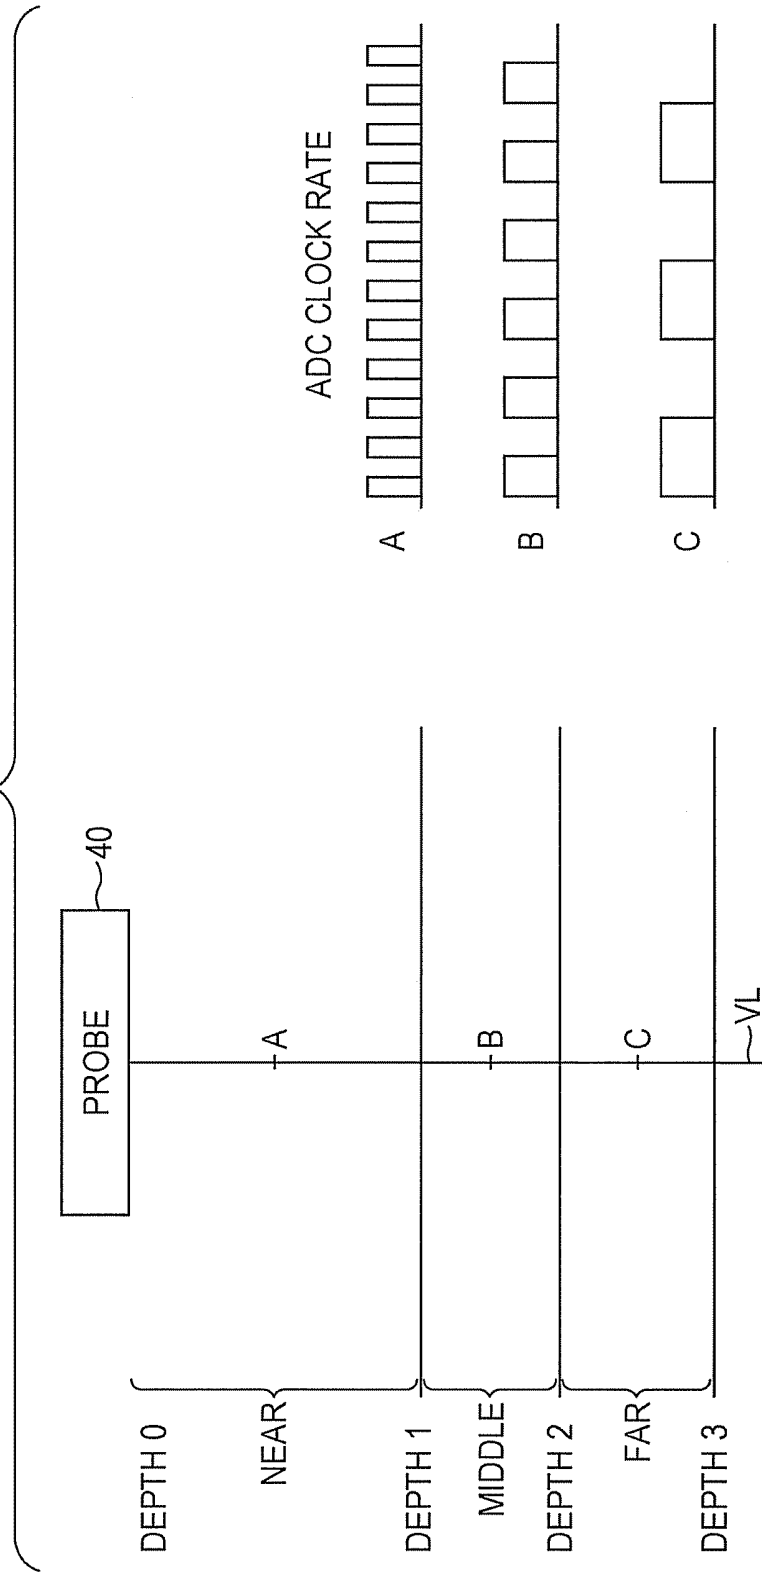 PROBE
40
DEPTH 0
NEAR
A
DEPTH 1
MIDDLE
B
DEPTH 2
FAR
C
DEPTH 3
VL
ADC CLOCK RATE
A
B
C